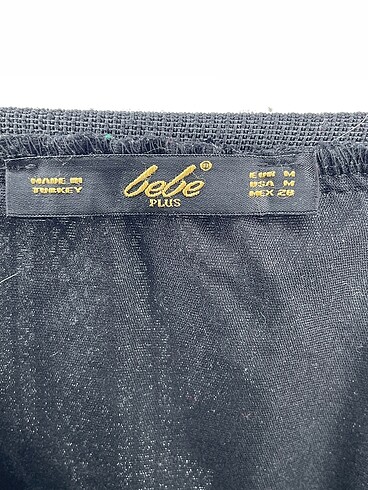 MADE IN
TURKEY
bebe®
PLUS
EUR M
USA M
MEX 28